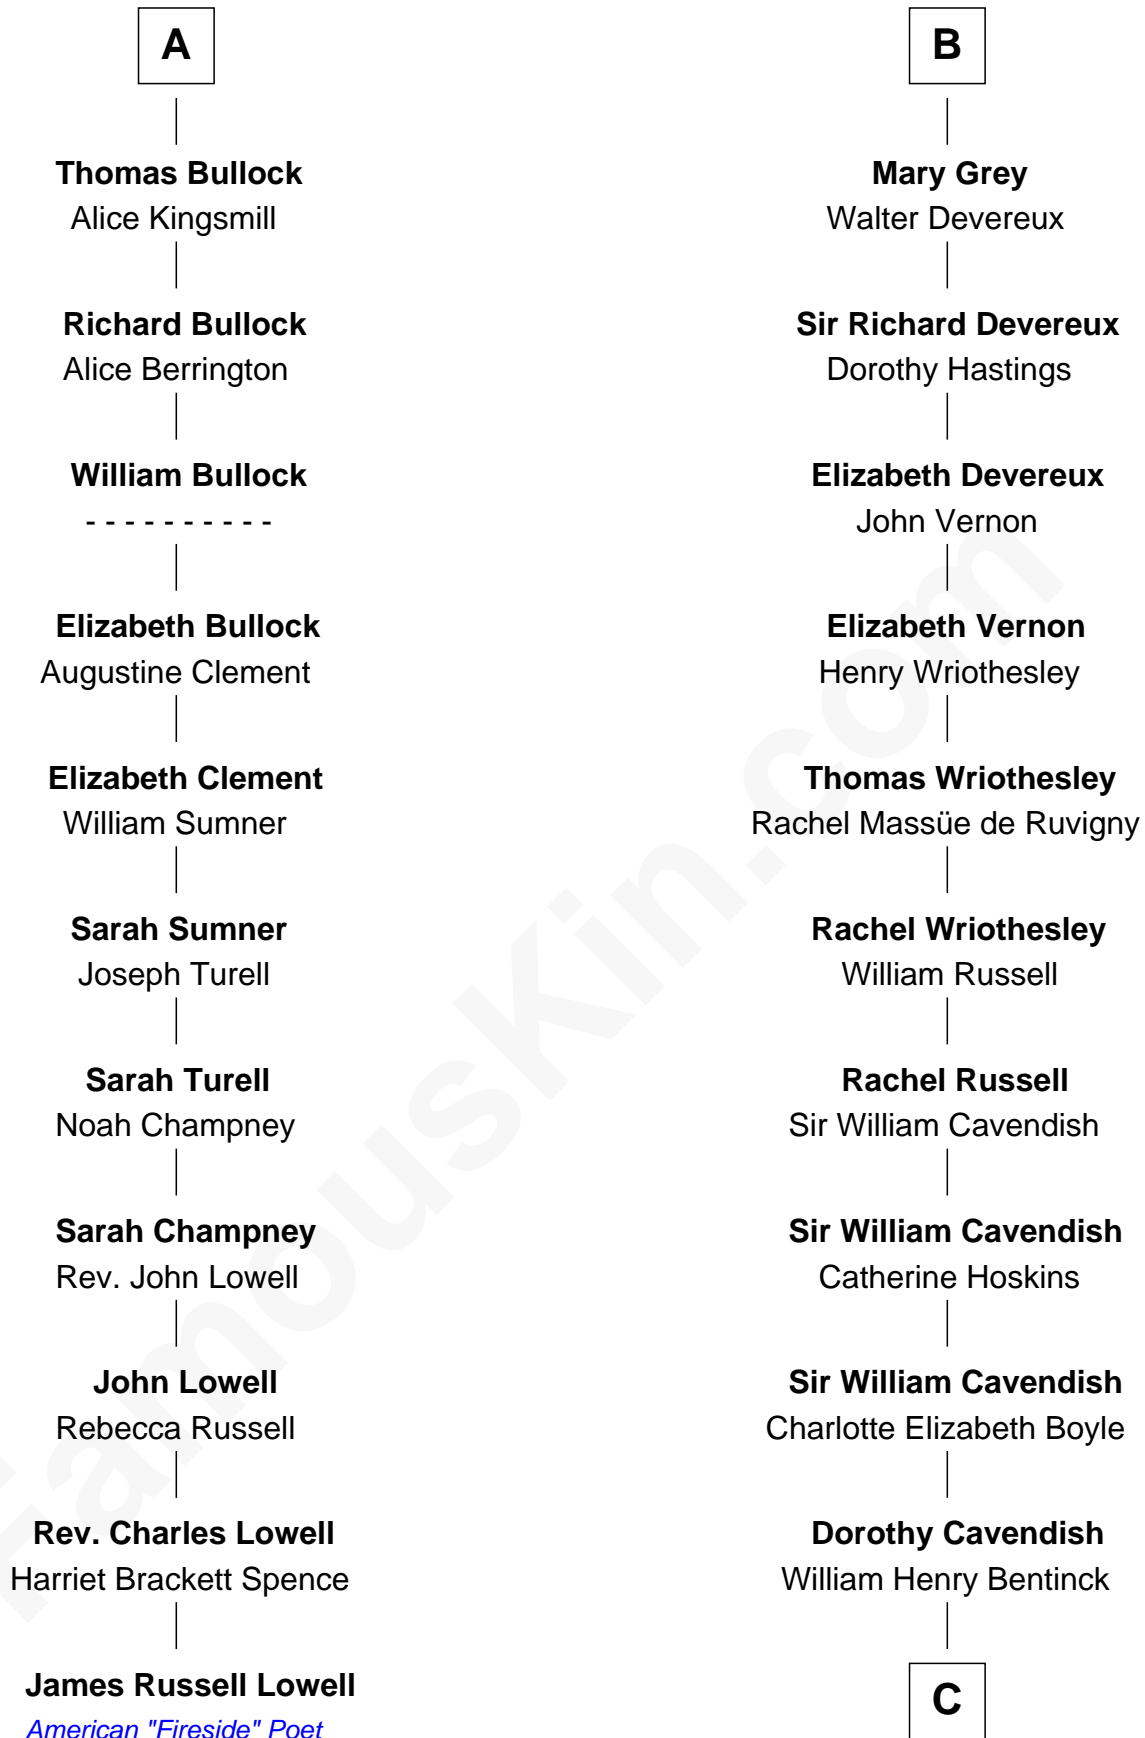 A
Thomas Bullock
Alice Kingsmill
Richard Bullock
Alice Berrington
William Bullock
- - - - - - - - - -
Elizabeth Bullock
Augustine Clement
Elizabeth Clement
William Sumner
Sarah Sumner
Joseph Turell
Sarah Turell
Noah Champney
Sarah Champney
Rev. John Lowell
John Lowell
Rebecca Russell
Rev. Charles Lowell
Harriet Brackett Spence
James Russell Lowell
American "Fireside" Poet
B
Mary Grey
Walter Devereux
Sir Richard Devereux
Dorothy Hastings
Elizabeth Devereux
John Vernon
Elizabeth Vernon
Henry Wriothesley
Thomas Wriothesley
Rachel Massüe de Ruvigny
Rachel Wriothesley
William Russell
Rachel Russell
Sir William Cavendish
Sir William Cavendish
Catherine Hoskins
Sir William Cavendish
Charlotte Elizabeth Boyle
Dorothy Cavendish
William Henry Bentinck
C
FamousKin.com